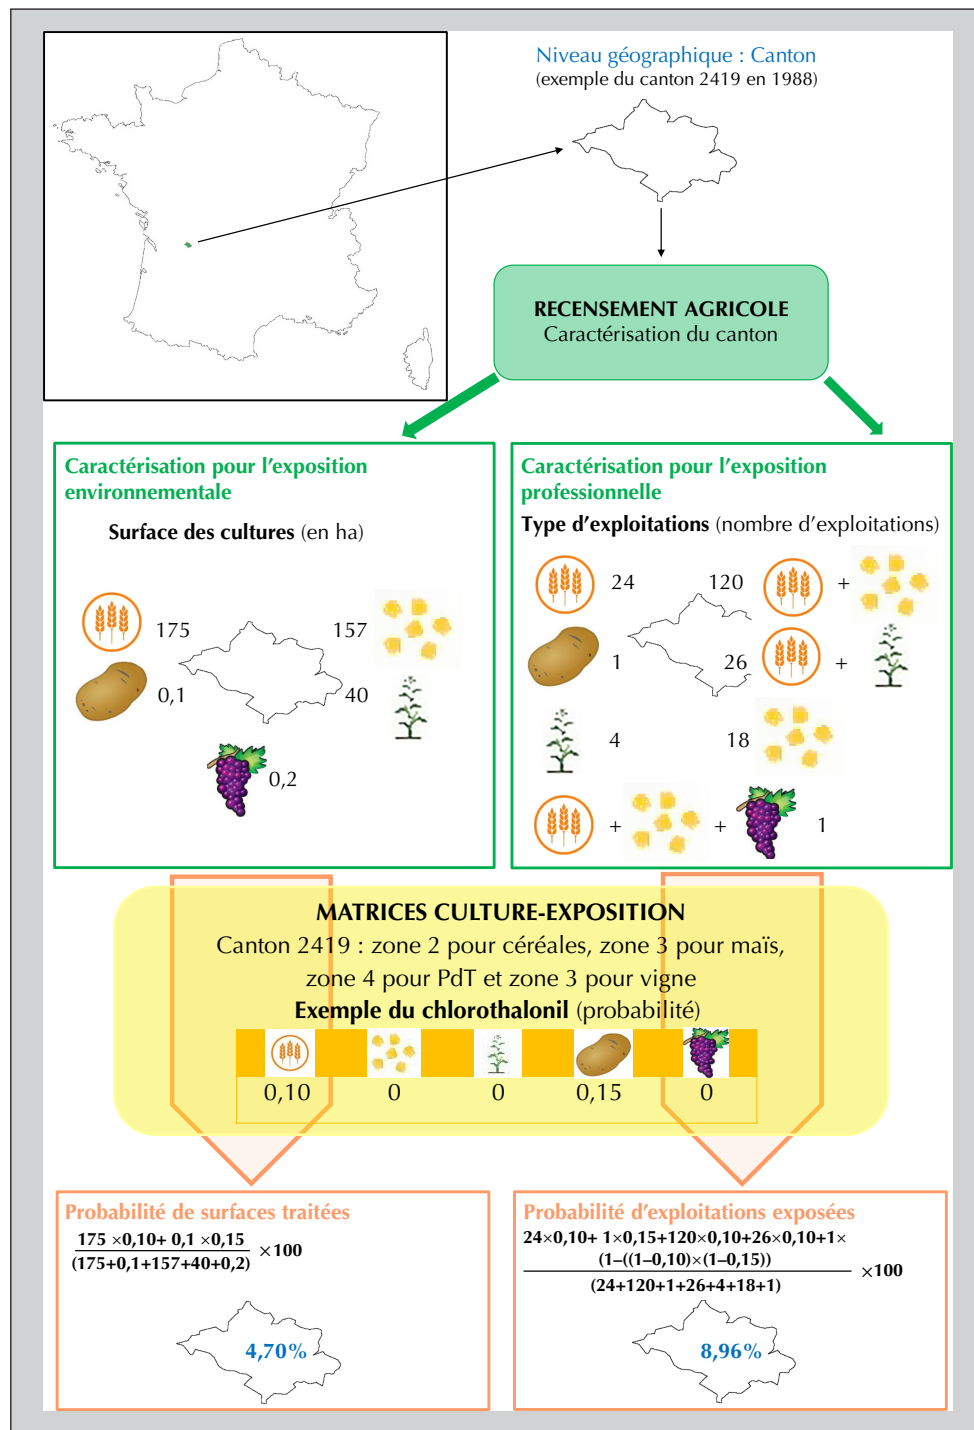 Niveau géographique : Canton
(exemple du canton 2419 en 1988)
RECENSEMENT AGRICOLE
Caractérisation du canton
Caractérisation pour l'exposition
environnementale
Surface des cultures (en ha)
175
157
0,1
40
0,2
Caractérisation pour l'exposition
professionnelle
Type d'exploitations (nombre d'exploitations)
24
120 +
1
26 +
4
18
+ + 1
MATRICES CULTURE-EXPOSITION
Canton 2419 : zone 2 pour céréales, zone 3 pour maïs,
zone 4 pour PdT et zone 3 pour vigne
Exemple du chlorothalonil (probabilité)
0,10 0 0 0,15 0
Probabilité de surfaces traitées
175 ×0,10+ 0,1 ×0,15
(175+0,1+157+40+0,2)
×100
4,70%
Probabilité d'exploitations exposées
24×0,10+ 1×0,15+120×0,10+26×0,10+1×
(1–((1–0,10)×(1–0,15))
(24+120+1+26+4+18+1)
×100
8,96%